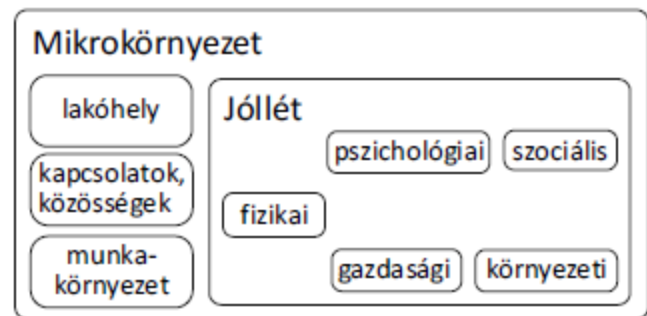 Mikrokörnyezet
lakóhely
kapcsolatok,
közösségek
munka-
környezet
Jóllét
pszichológiai
szociális
fizikai
gazdasági
környezeti